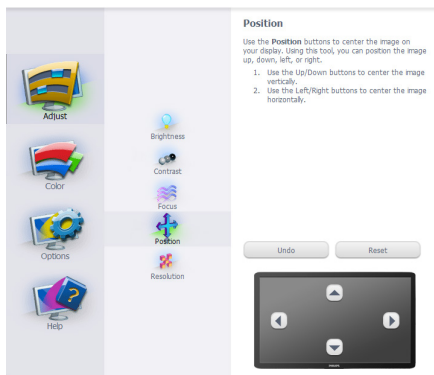 Adjust
Color
Options
Help
Brightness
Contrast
Focus
Position
Resolution
Position
Use the Position buttons to center the image on
your display. Using this tool, you can position the image
up, down, left, or right.
1. Use the Up/Down buttons to center the image
vertically.
2. Use the Left/Right buttons to center the image
horizontally.
Undo
Reset
PHILIPS